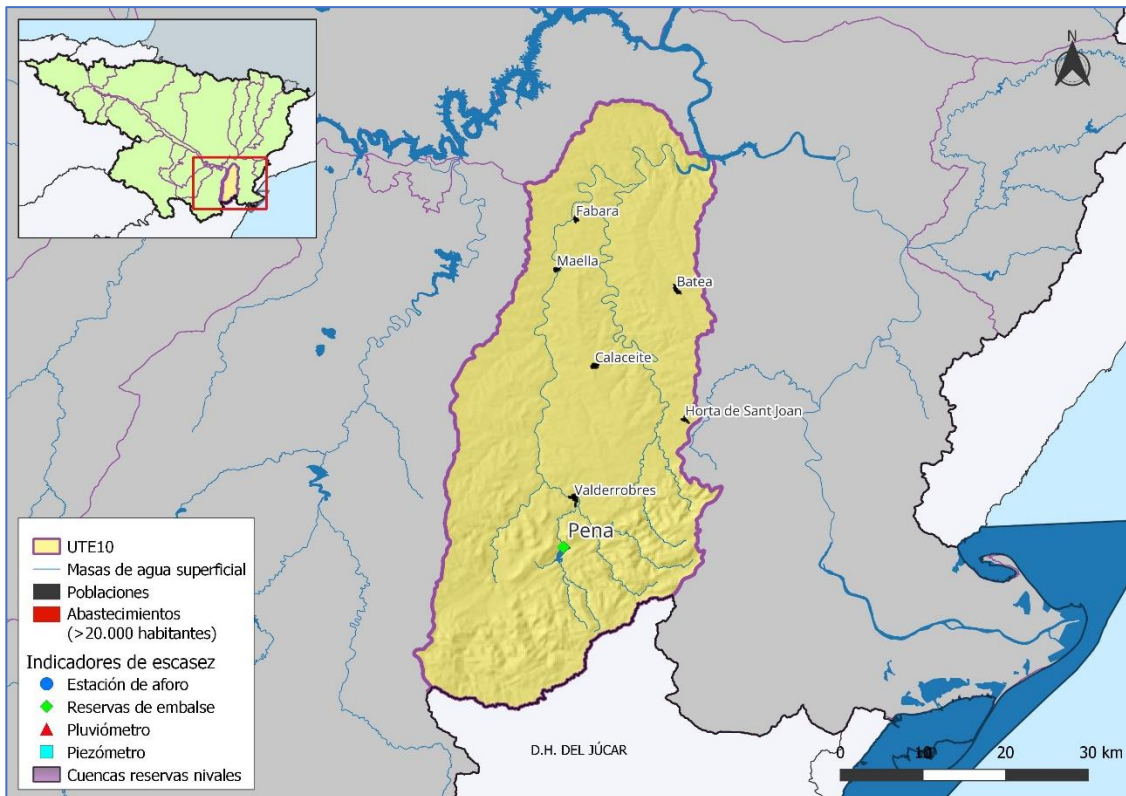 N
Fabara
Maella
Batea
Calaceite
Horta de Sant Joan
Valderrobres
Pena
UTE10
Masas de agua superficial
Poblaciones
Abastecimientos
(>20.000 habitantes)
Indicadores de escasez
Estación de aforo
Reservas de embalse
Pluviómetro
Piezómetro
Cuencas reservas nivales
D.H. DEL JÚCAR
0 10 20 30 km